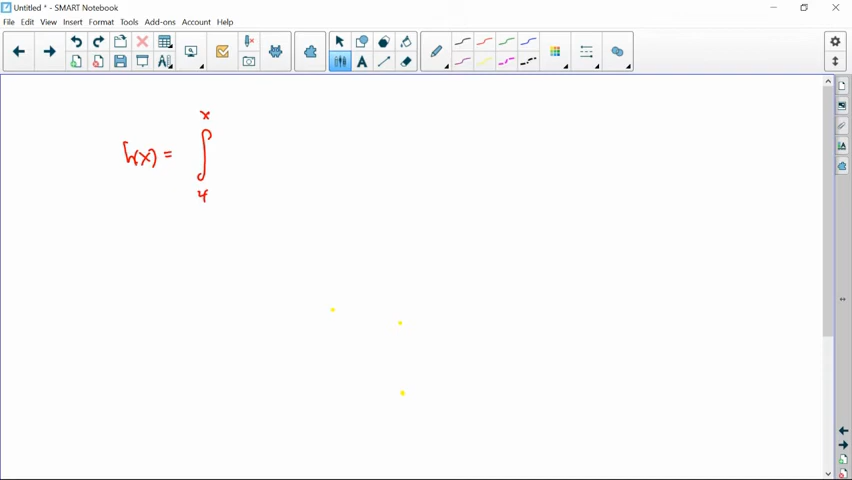 Untitled * - SMART Notebook
File Edit View Insert Format Tools Add-ons Account Help
x
h(x) = ∫
4